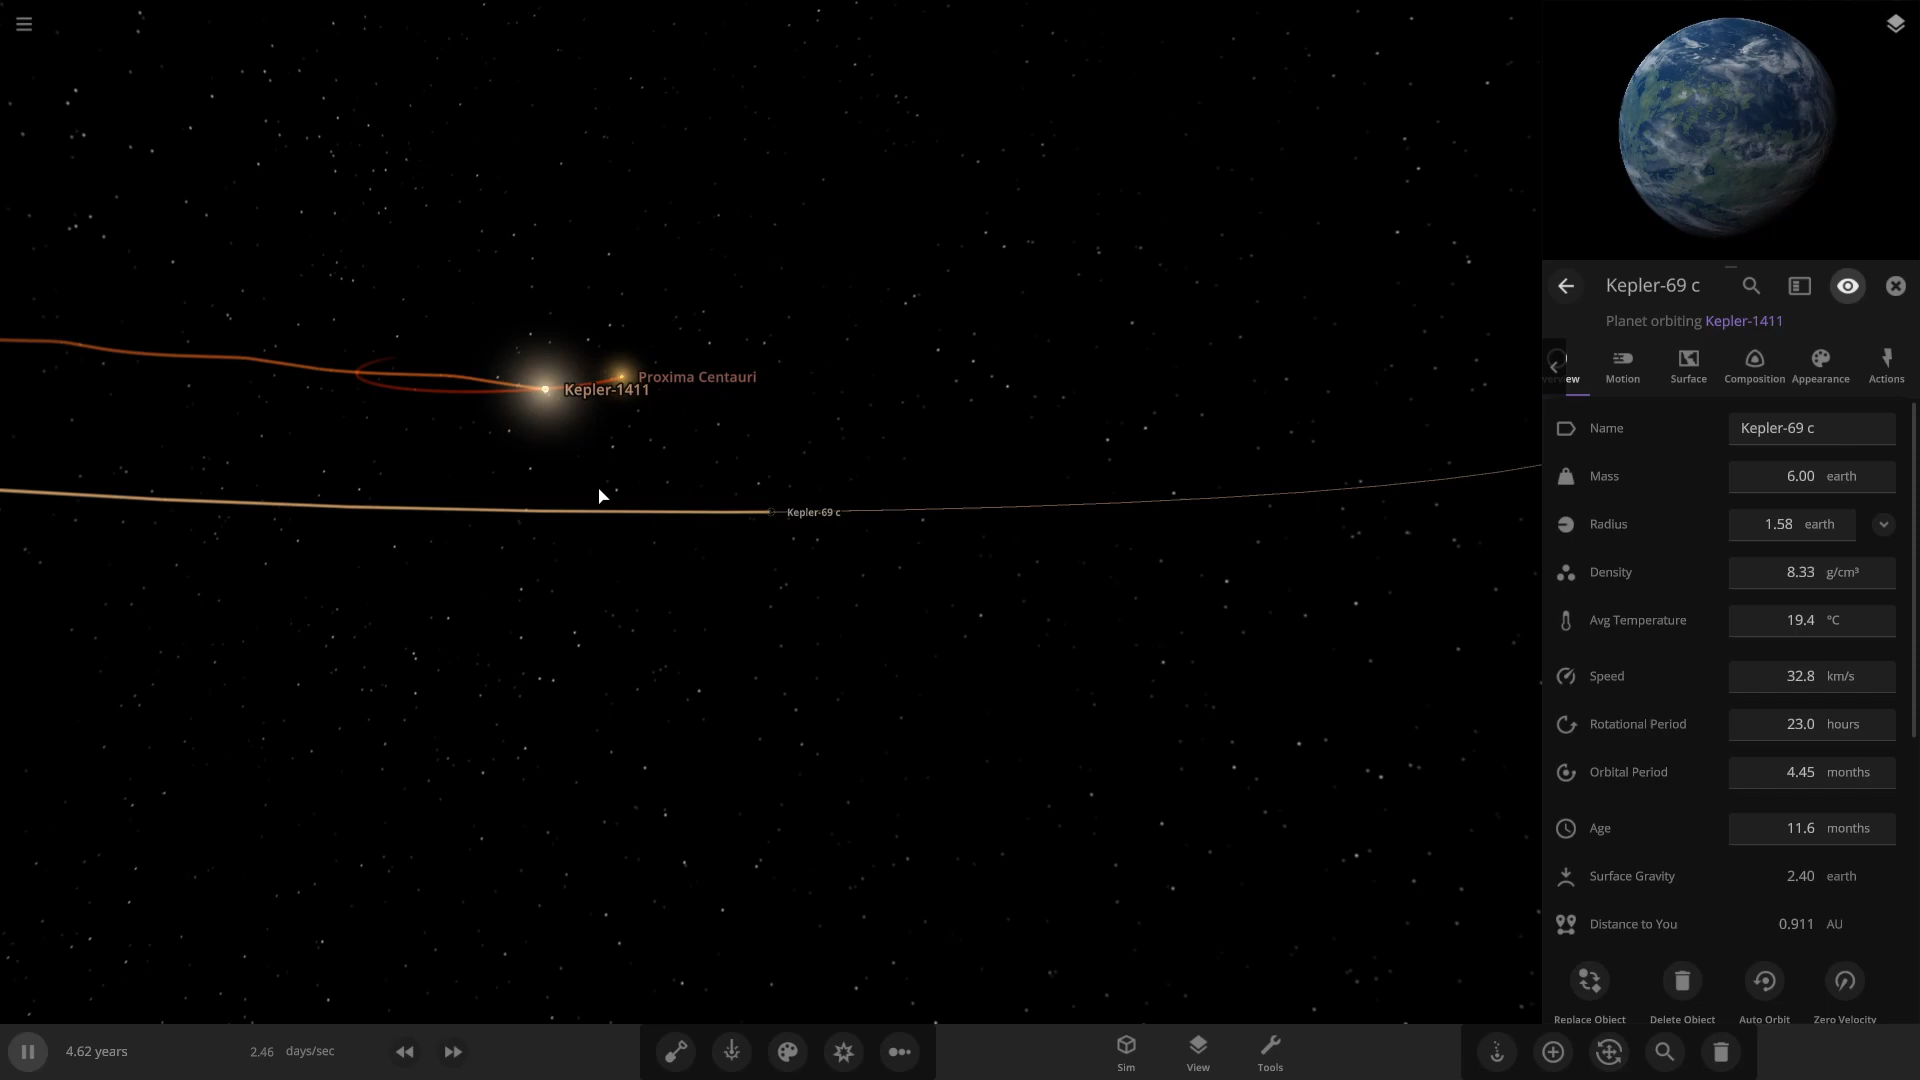 Proxima Centauri
Kepler-1411
Kepler-69 c
Kepler-69 c
Planet orbiting Kepler-1411
ew Motion Surface Composition Appearance Actions
Name Kepler-69 c
Mass 6.00 earth
Radius 1.58 earth
Density 8.33 g/cm³
Avg Temperature 19.4 °C
Speed 32.8 km/s
Rotational Period 23.0 hours
Orbital Period 4.45 months
Age 11.6 months
Surface Gravity 2.40 earth
Distance to You 0.911 AU
Replace Object Delete Object Auto Orbit Zero Velocity
4.62 years 2.46 days/sec
Sim View Tools